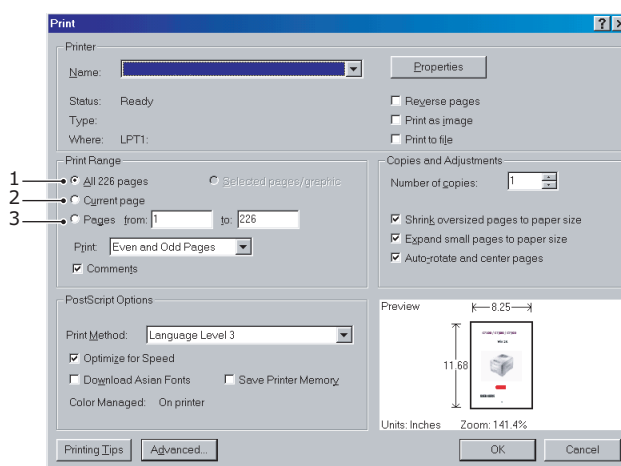 Print
Printer
Name:
Properties
Status: Ready
Type:
Where: LPT1:
Reverse pages
Print as image
Print to file
Print Range
1
All 226 pages
Selected pages/graphic
2
Current page
3
Pages from: 1 to: 226
Print: Even and Odd Pages
Comments
Copies and Adjustments
Number of copies: 1
Shrink oversized pages to paper size
Expand small pages to paper size
Auto-rotate and center pages
PostScript Options
Print Method: Language Level 3
Optimize for Speed
Download Asian Fonts
Save Printer Memory
Color Managed: On printer
Preview
8.25
11.68
Units: Inches Zoom: 141.4%
Printing Tips
Advanced...
OK
Cancel